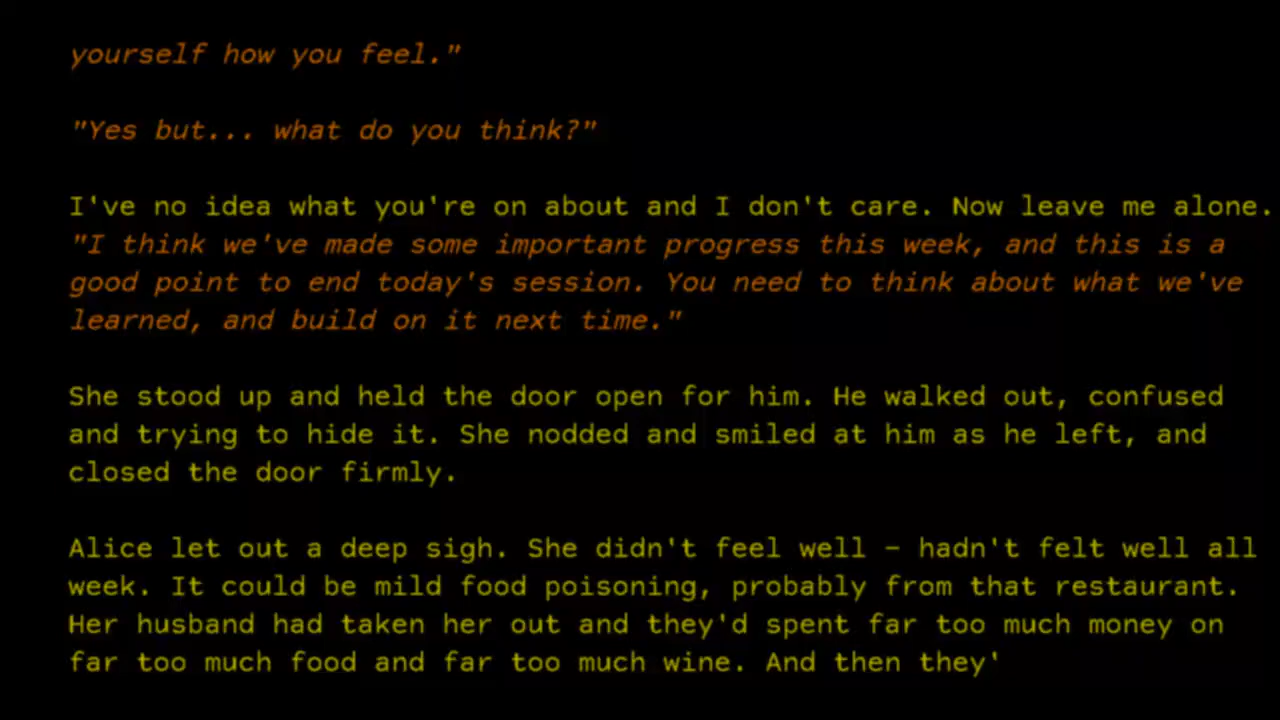 yourself how you feel."
"Yes but... what do you think?"
I've no idea what you're on about and I don't care. Now leave me alone.
"I think we've made some important progress this week, and this is a
good point to end today's session. You need to think about what we've
learned, and build on it next time."
She stood up and held the door open for him. He walked out, confused
and trying to hide it. She nodded and smiled at him as he left, and
closed the door firmly.
Alice let out a deep sigh. She didn't feel well – hadn't felt well all
week. It could be mild food poisoning, probably from that restaurant.
Her husband had taken her out and they'd spent far too much money on
far too much food and far too much wine. And then they'